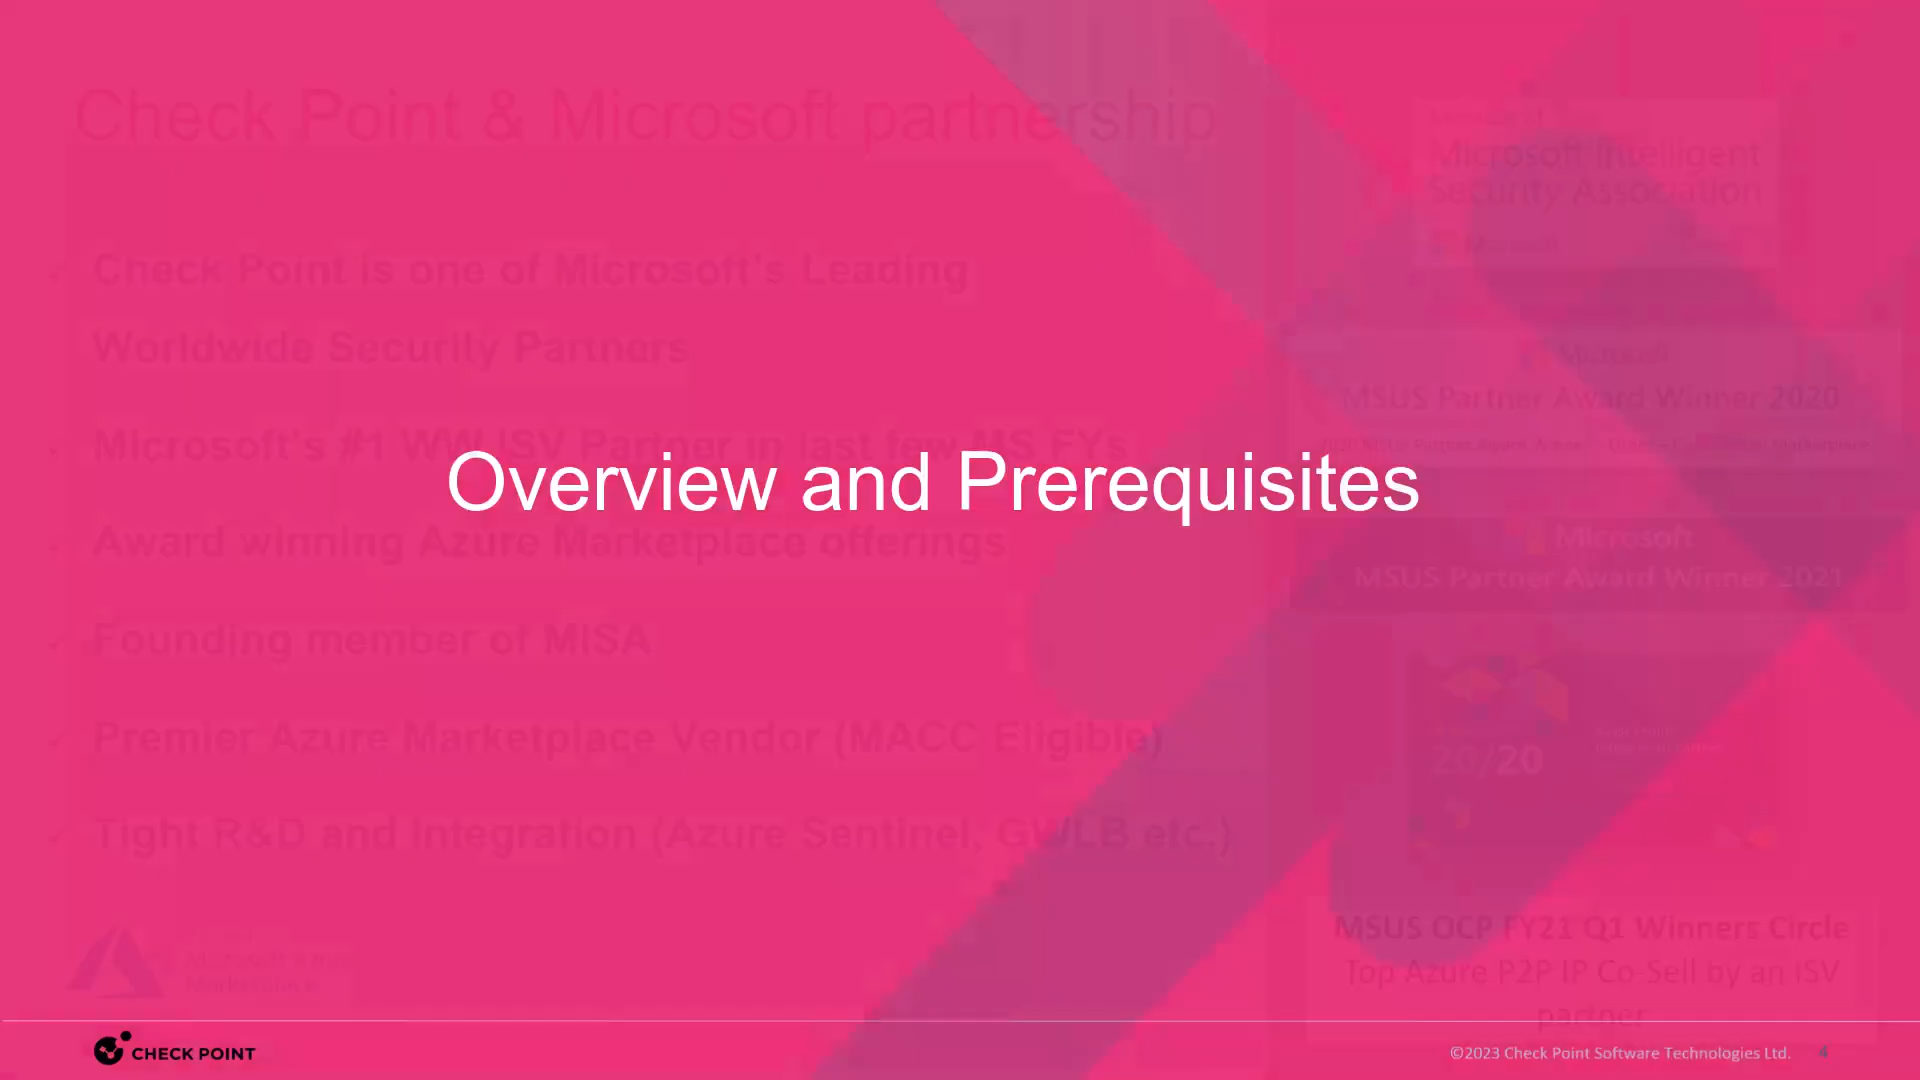 Check Point & Microsoft partnership
Check Point is one of Microsoft's Leading
Worldwide Security Partners
Microsoft's #1 WW ISV Partner in last few MS FYs
Overview and Prerequisites
Award winning Azure Marketplace offerings
Founding member of MISA
Premier Azure Marketplace Vendor (MACC Eligible)
Tight R&D and Integration (Azure Sentinel, GWLB etc.)
Microsoft Intelligent
Security Association
Microsoft
Microsoft
MSUS Partner Award Winner 2020
Microsoft
MSUS Partner Award Winner 2021
20/20
MSUS OCP FY21 Q1 Winners Circle
Top Azure P2P IP Co-Sell by an ISV
partner
Microsoft Azure
Marketplace
CHECK POINT
©2023 Check Point Software Technologies Ltd.
4